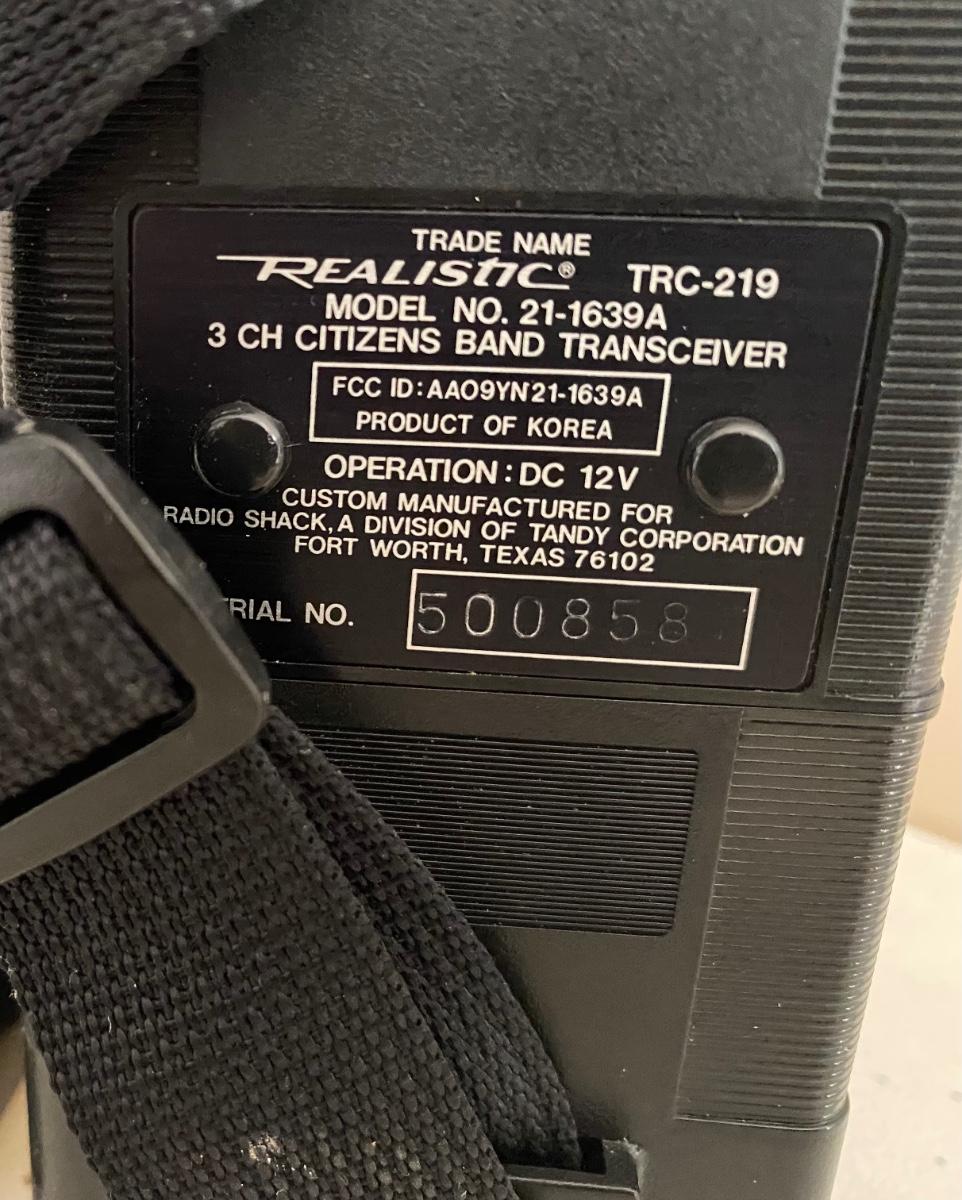 TRADE NAME
REALISTIC® TRC-219
MODEL NO. 21-1639A
3 CH CITIZENS BAND TRANSCEIVER
FCC ID: AAO9YN21-1639A
PRODUCT OF KOREA
OPERATION : DC 12V
CUSTOM MANUFACTURED FOR
RADIO SHACK, A DIVISION OF TANDY CORPORATION
FORT WORTH, TEXAS 76102
RIAL NO. 500858